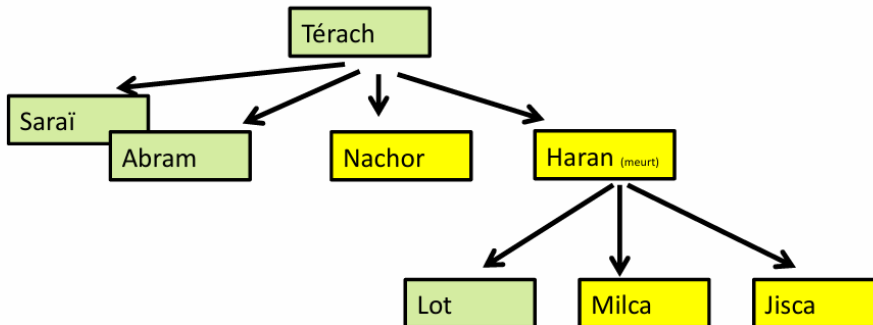 Térach
Saraï
Abram
Nachor
Haran (meurt)
Lot
Milca
Jisca